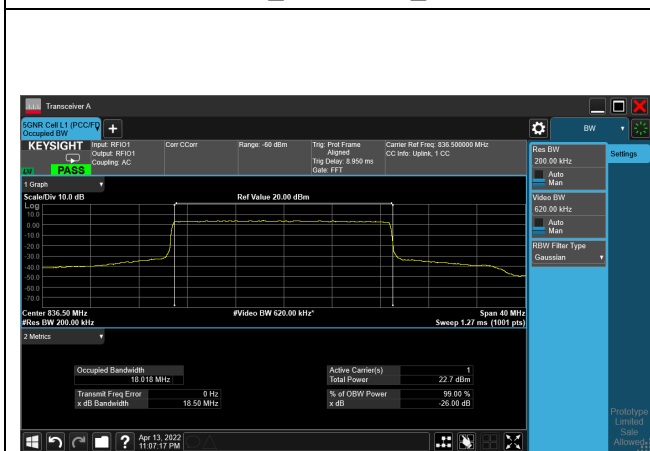 Transceiver A
5GNR Cell L1 (PCC/FD
Occupied BW
BW
KEYSIGHT
Input: RFIO1
Output: RFIO1
Coupling: AC
Corr CCorr
Range: -60 dBm
Trig: Prot Frame
Aligned
Trig Delay: 8.950 ms
Gate: FFT
Carrier Ref Freq: 836.500000 MHz
CC Info: Uplink, 1 CC
PASS
Res BW
200.00 kHz
Auto
Man
Settings
Video BW
620.00 kHz
Auto
Man
RBW Filter Type
Gaussian
1 Graph
Scale/Div 10.0 dB
Ref Value 20.00 dBm
Log
10.0
0.00
-10.0
-20.0
-30.0
-40.0
-50.0
-60.0
-70.0
Center 836.50 MHz
#Video BW 620.00 kHz*
Span 40 MHz
#Res BW 200.00 kHz
Sweep 1.27 ms (1001 pts)
2 Metrics
Occupied Bandwidth
18.018 MHz
Transmit Freq Error 0 Hz
x dB Bandwidth 18.50 MHz
Active Carrier(s) 1
Total Power 22.7 dBm
% of OBW Power 99.00 %
x dB -26.00 dB
Prototype
Limited
Sale
Allowed
Apr 13, 2022
11:07:17 PM